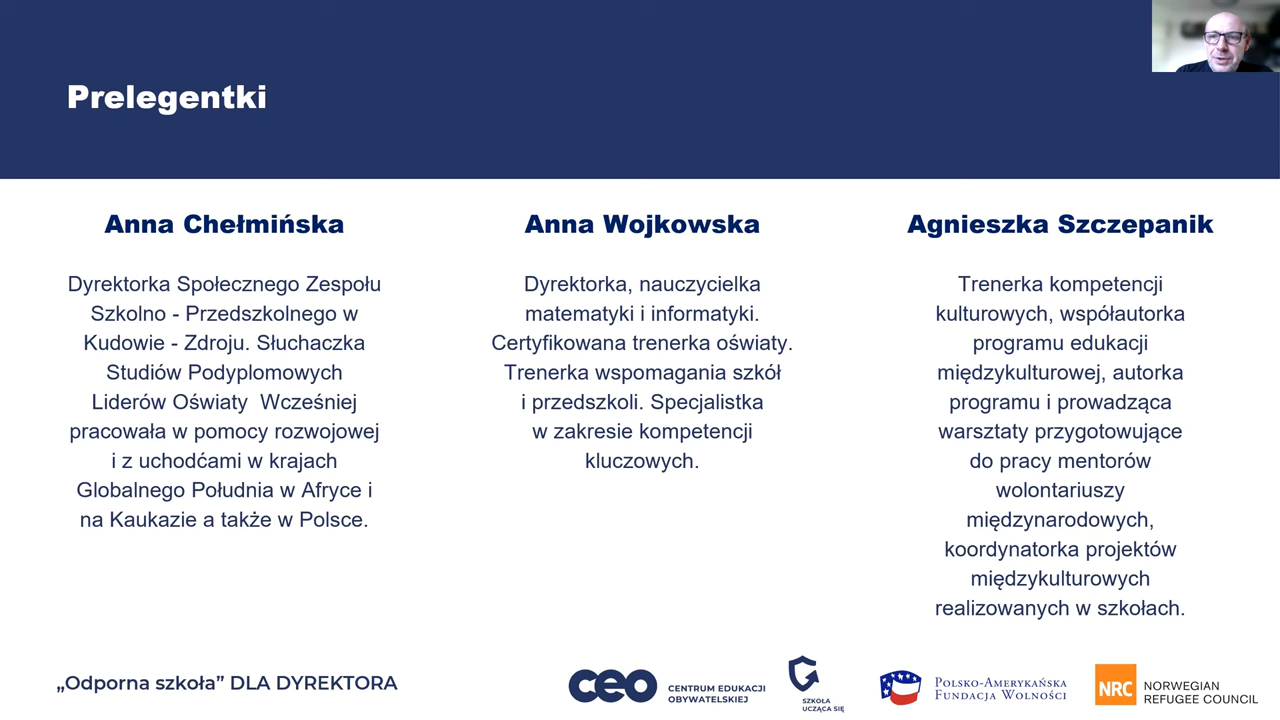 Prelegentki
Anna Chełmińska
Dyrektorka Społecznego Zespołu
Szkolno - Przedszkolnego w
Kudowie - Zdroju. Słuchaczka
Studiów Podyplomowych
Liderów Oświaty  Wcześniej
pracowała w pomocy rozwojowej
i z uchodćami w krajach
Globalnego Południa w Afryce i
na Kaukazie a także w Polsce.
Anna Wojkowska
Dyrektorka, nauczycielka
matematyki i informatyki.
Certyfikowana trenerka oświaty.
Trenerka wspomagania szkół
i przedszkoli. Specjalistka
w zakresie kompetencji
kluczowych.
Agnieszka Szczepanik
Trenerka kompetencji
kulturowych, współautorka
programu edukacji
międzykulturowej, autorka
programu i prowadząca
warsztaty przygotowujące
do pracy mentorów
wolontariuszy
międzynarodowych,
koordynatorka projektów
międzykulturowych
realizowanych w szkołach.
„Odporna szkoła” DLA DYREKTORA
ceo
CENTRUM EDUKACJI
OBYWATELSKIEJ
SZKOŁA
UCZĄCA SIĘ
POLSKO-AMERYKAŃSKA
FUNDACJA WOLNOŚCI
NRC
NORWEGIAN
REFUGEE COUNCIL